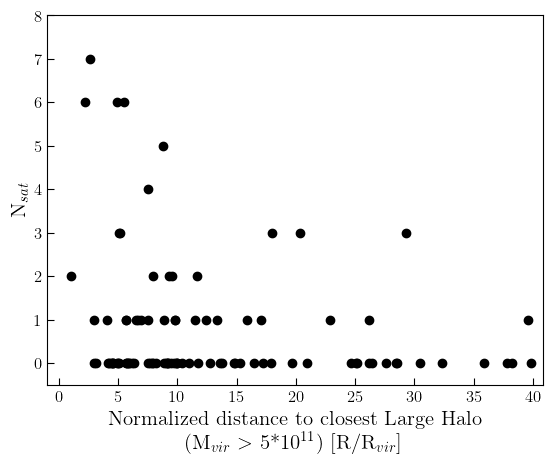 8
7
6
5
4
3
2
1
0
N_sat
0 5 10 15 20 25 30 35 40
Normalized distance to closest Large Halo
(M_vir > 5*10^11) [R/R_vir]